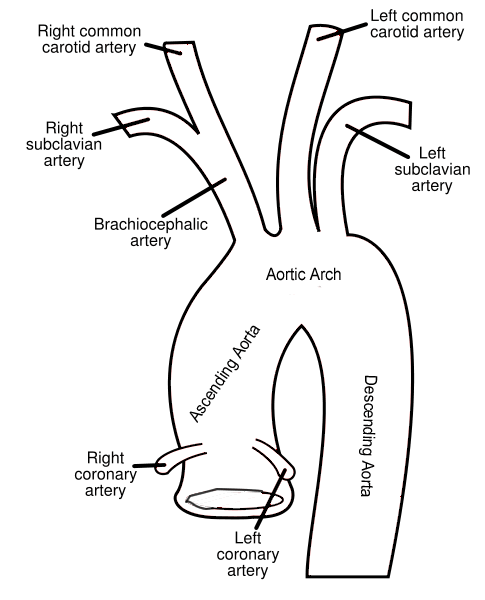 Right common
carotid artery
Left common
carotid artery
Right
subclavian
artery
Left
subclavian
artery
Brachiocephalic
artery
Aortic Arch
Ascending Aorta
Descending Aorta
Right
coronary
artery
Left
coronary
artery